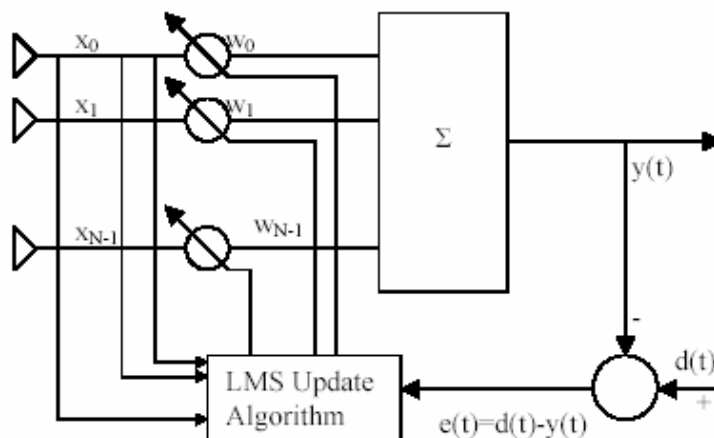 x0 w0
x1 w1
Σ
y(t)
xN-1 wN-1
-
d(t)
LMS Update
Algorithm
+
e(t)=d(t)-y(t)